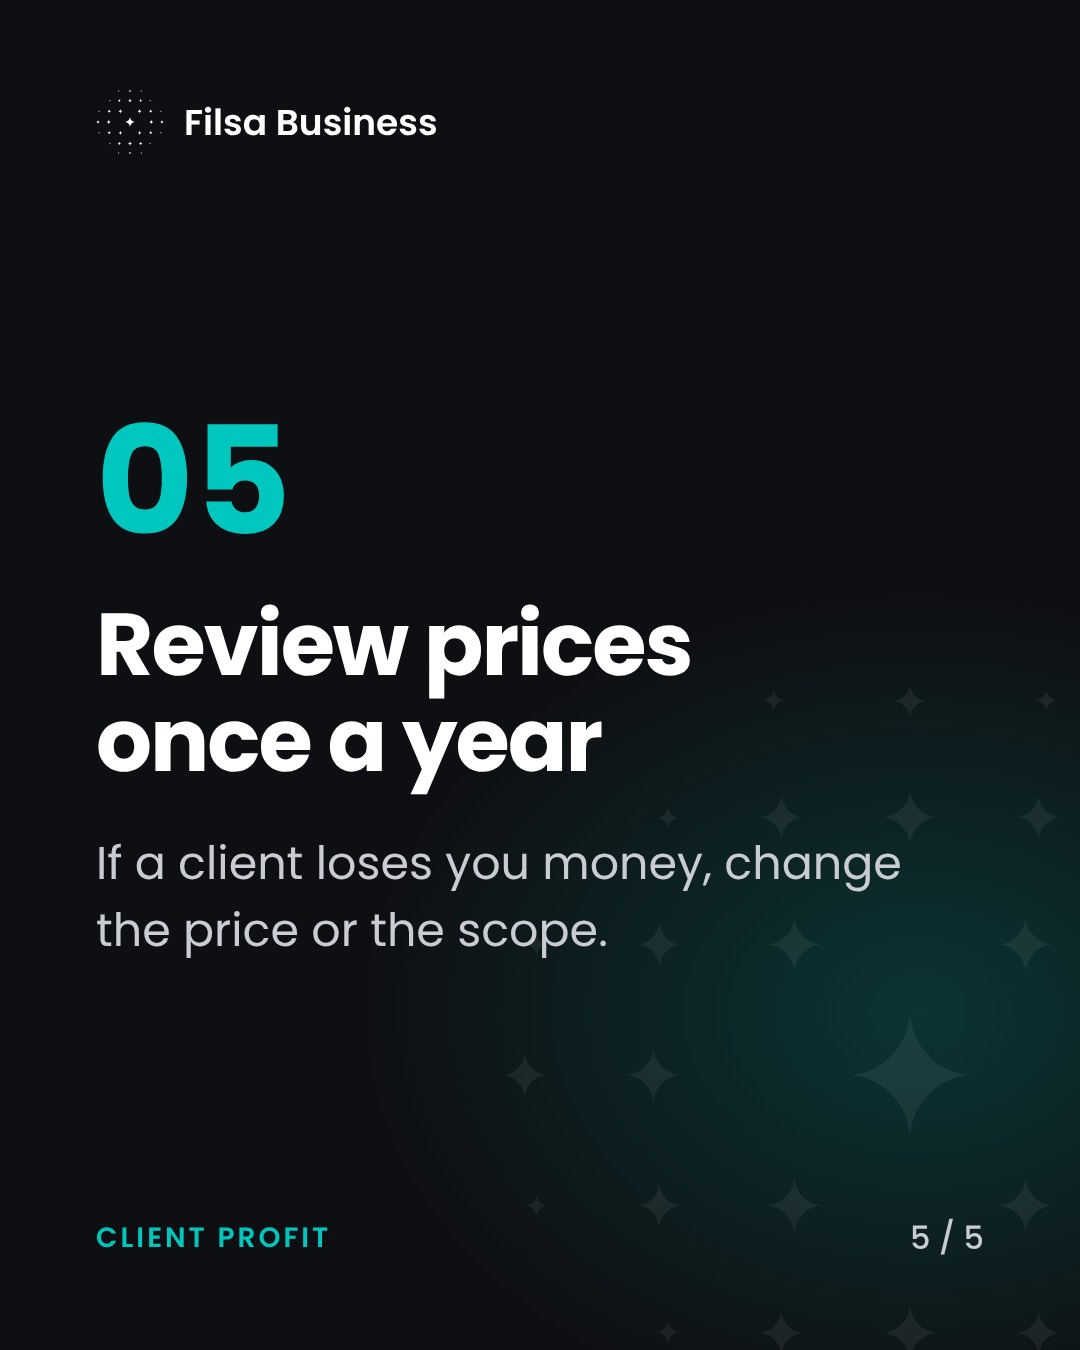 Filsa Business
05
Review prices
once a year
If a client loses you money, change
the price or the scope.
CLIENT PROFIT
5 / 5